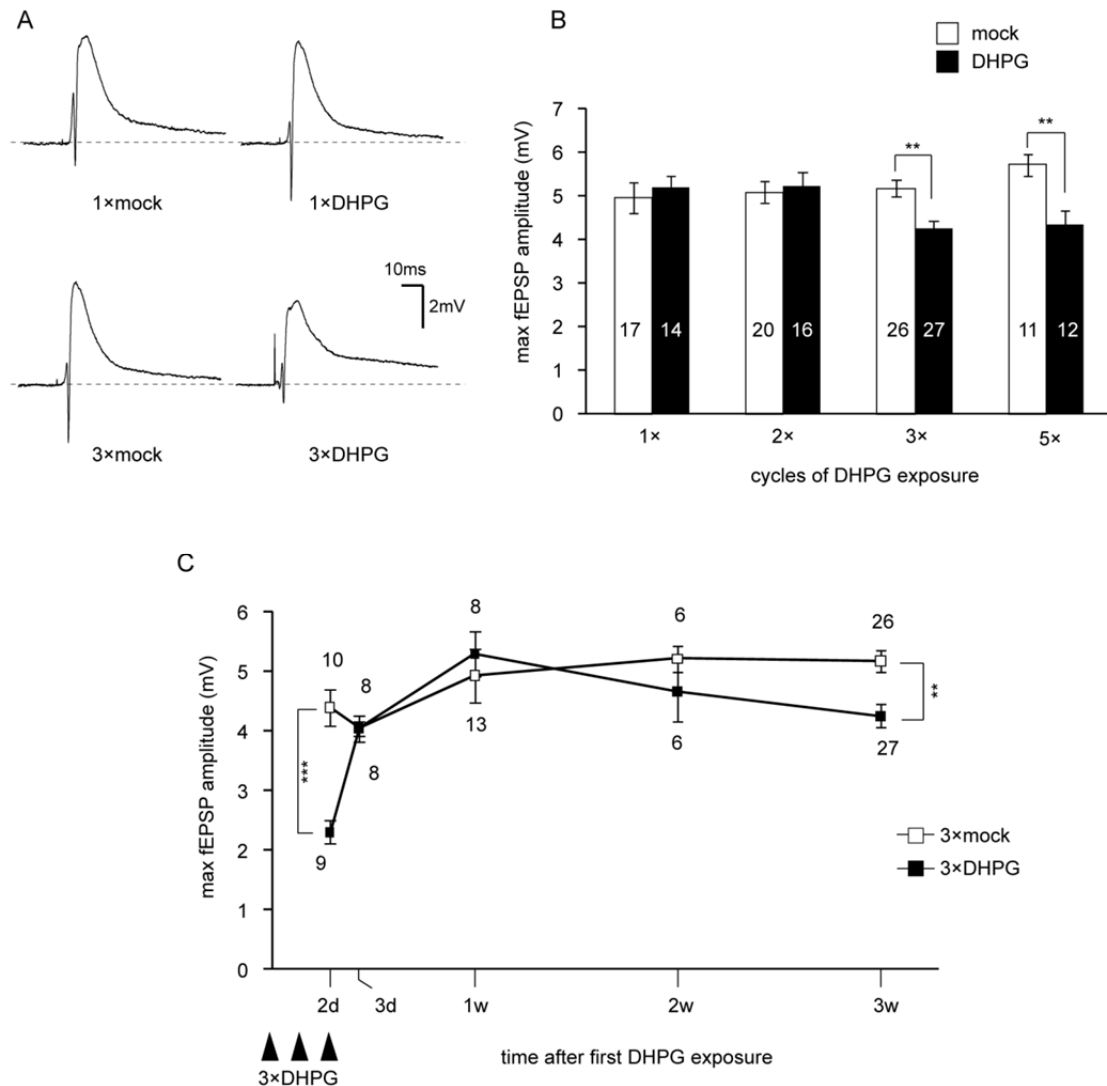 A
1×mock
1×DHPG
10ms
2mV
3×mock
3×DHPG
B
mock
DHPG
max fEPSP amplitude (mV)
7
6
5
4
3
2
1
0
**
**
17
14
20
16
26
27
11
12
1×
2×
3×
5×
cycles of DHPG exposure
C
max fEPSP amplitude (mV)
6
5
4
3
2
1
0
10
8
8
6
26
***
**
9
8
13
6
27
3×mock
3×DHPG
2d
3d
1w
2w
3w
3×DHPG
time after first DHPG exposure